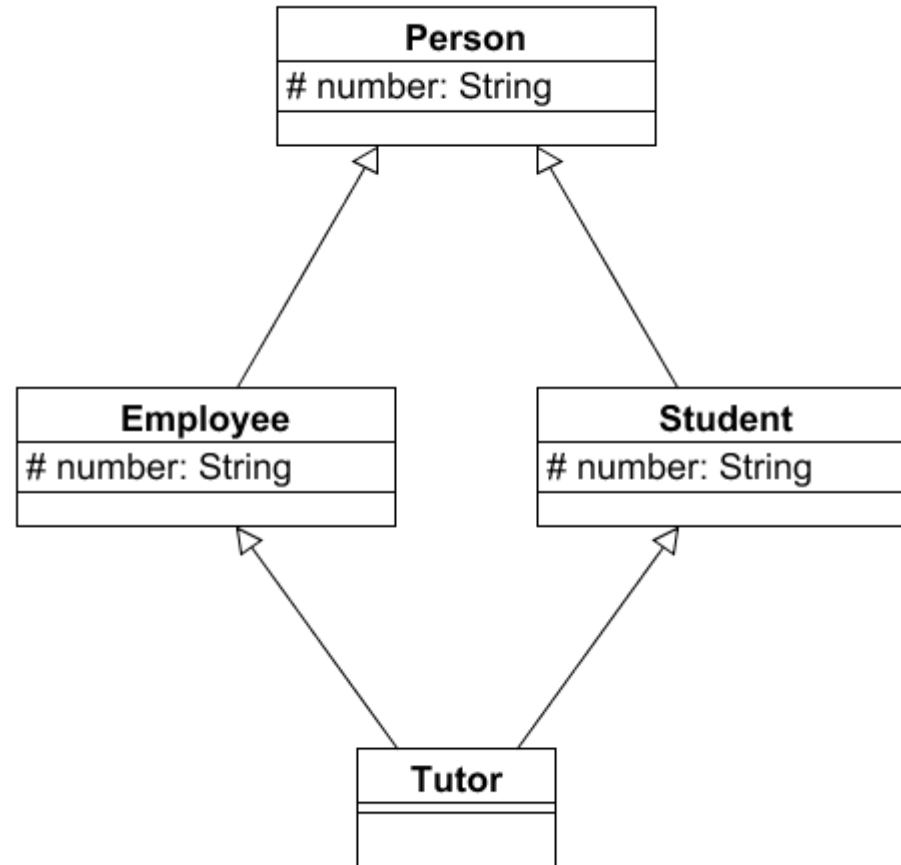 Person
# number: String
Employee
# number: String
Student
# number: String
Tutor